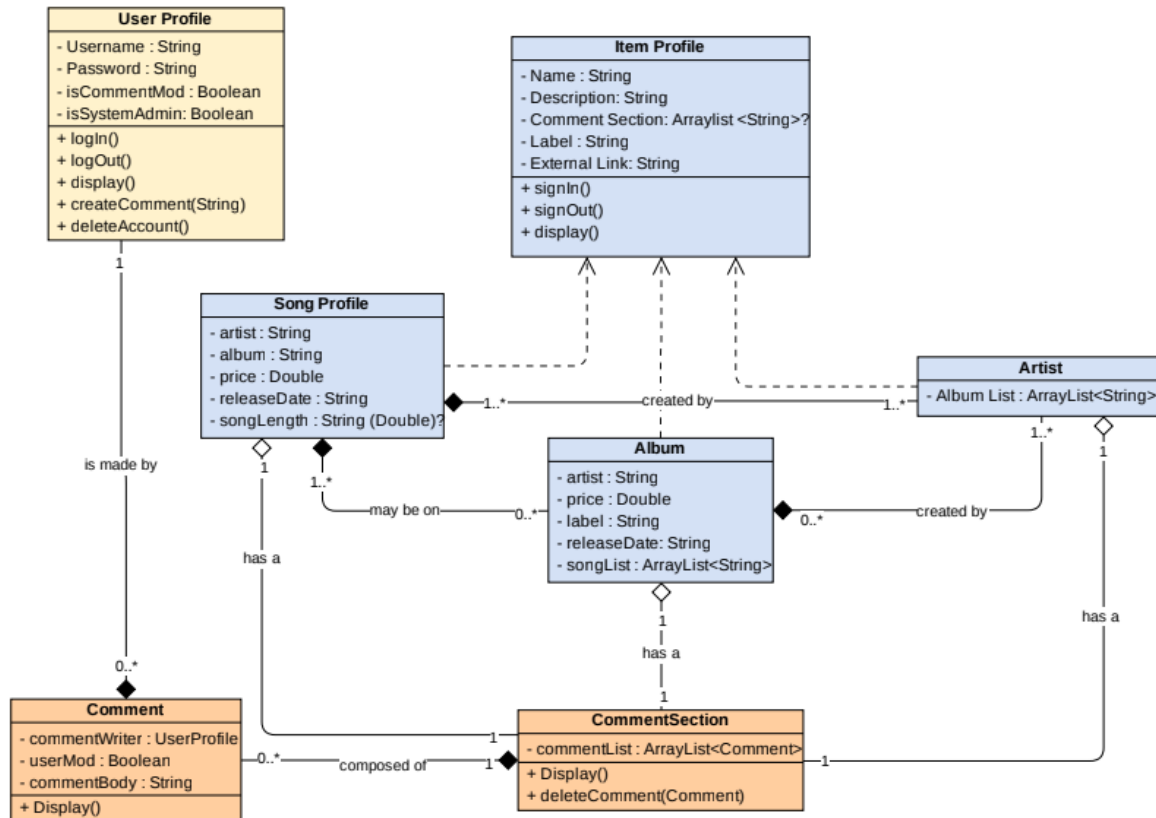 User Profile
- Username : String
- Password : String
- isCommentMod : Boolean
- isSystemAdmin: Boolean
+ logIn()
+ logOut()
+ display()
+ createComment(String)
+ deleteAccount()
1
is made by
0..*
Item Profile
- Name : String
- Description: String
- Comment Section: Arraylist <String>?
- Label : String
- External Link: String
+ signIn()
+ signOut()
+ display()
Song Profile
- artist : String
- album : String
- price : Double
- releaseDate : String
- songLength : String (Double)?
1..*
created by
1..*
Artist
- Album List : ArrayList<String>
1
1..*
may be on
0..*
Album
- artist : String
- price : Double
- label : String
- releaseDate: String
- songList : ArrayList<String>
0..*
created by
1..*
1
has a
1
has a
1
has a
1
1
Comment
- commentWriter : UserProfile
- userMod : Boolean
- commentBody : String
+ Display()
0..*
composed of
1
CommentSection
- commentList : ArrayList<Comment>
+ Display()
+ deleteComment(Comment)
1